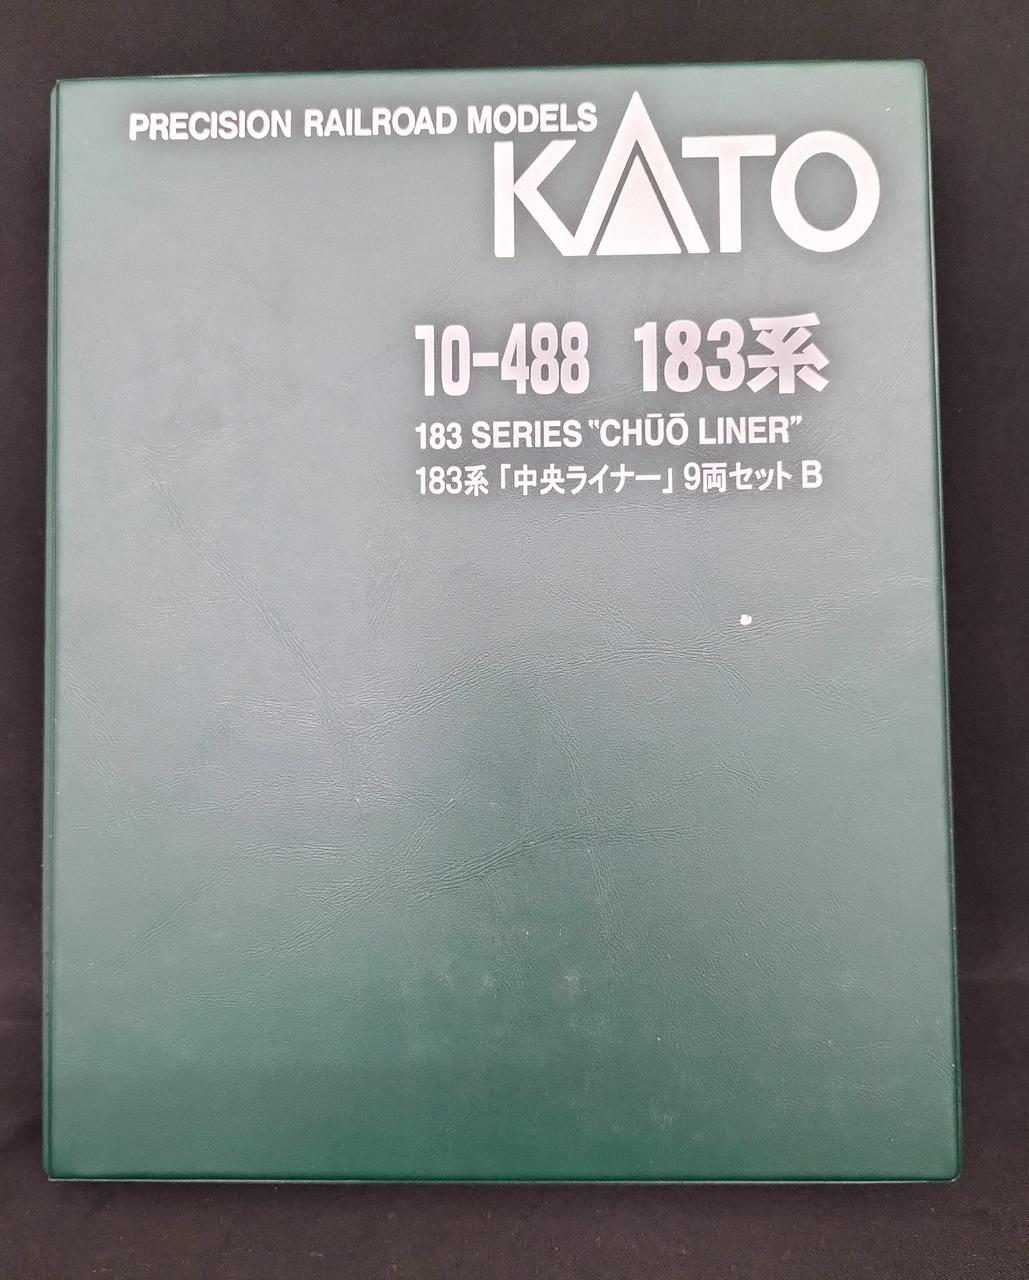 PRECISION RAILROAD MODELS
KATO
10-488 183系
183 SERIES "CHŪŌ LINER"
183系「中央ライナー」9両セット B